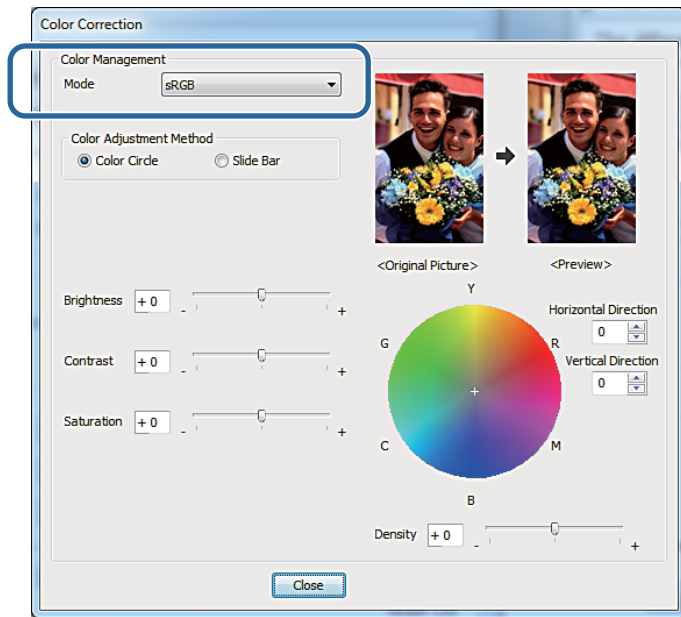 Color Correction
Color Management
Mode
sRGB
Color Adjustment Method
Color Circle
Slide Bar
<Original Picture>
<Preview>
Brightness
+ 0
-
+
Contrast
+ 0
-
+
Saturation
+ 0
-
+
Y
G
R
C
M
B
Horizontal Direction
0
Vertical Direction
0
Density
+ 0
-
+
Close